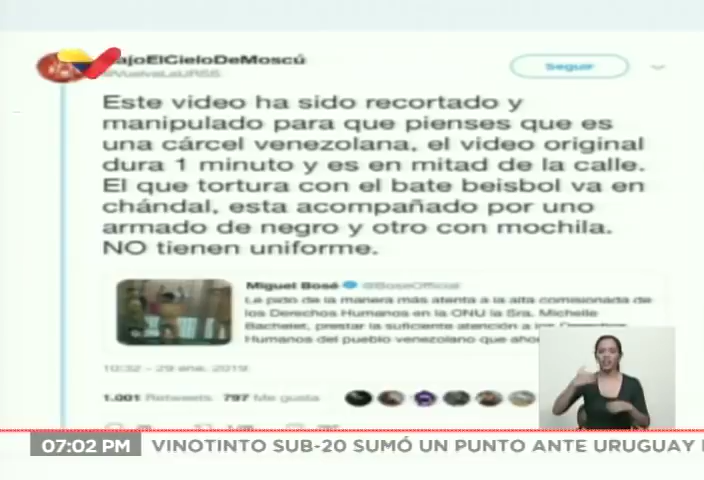 BajoElCieloDeMoscú
@VuelveLaURSS
Seguir
Este video ha sido recortado y
manipulado para que pienses que es
una cárcel venezolana, el video original
dura 1 minuto y es en mitad de la calle.
El que tortura con el bate beisbol va en
chándal, esta acompañado por uno
armado de negro y otro con mochila.
NO tienen uniforme.
Miguel Bosé @BoseOfficial
Le pido de la manera más atenta a la alta comisionada de
los Derechos Humanos en la ONU la Sra. Michelle
Bachelet, prestar la suficiente atención a los Derechos
Humanos del pueblo venezolano que
10:32 - 29 ene. 2019
1.001 Retweets 797 Me gusta
07:02 PM VINOTINTO SUB-20 SUMÓ UN PUNTO ANTE URUGUAY